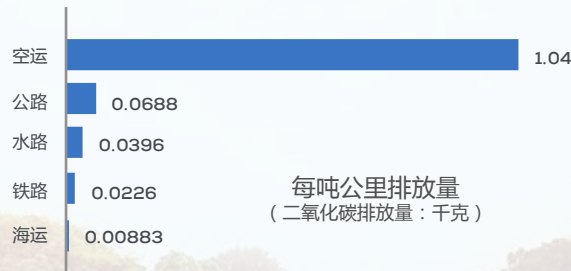 空运 1.04
公路 0.0688
水路 0.0396
铁路 0.0226
海运 0.00883
每吨公里排放量
（二氧化碳排放量：千克）